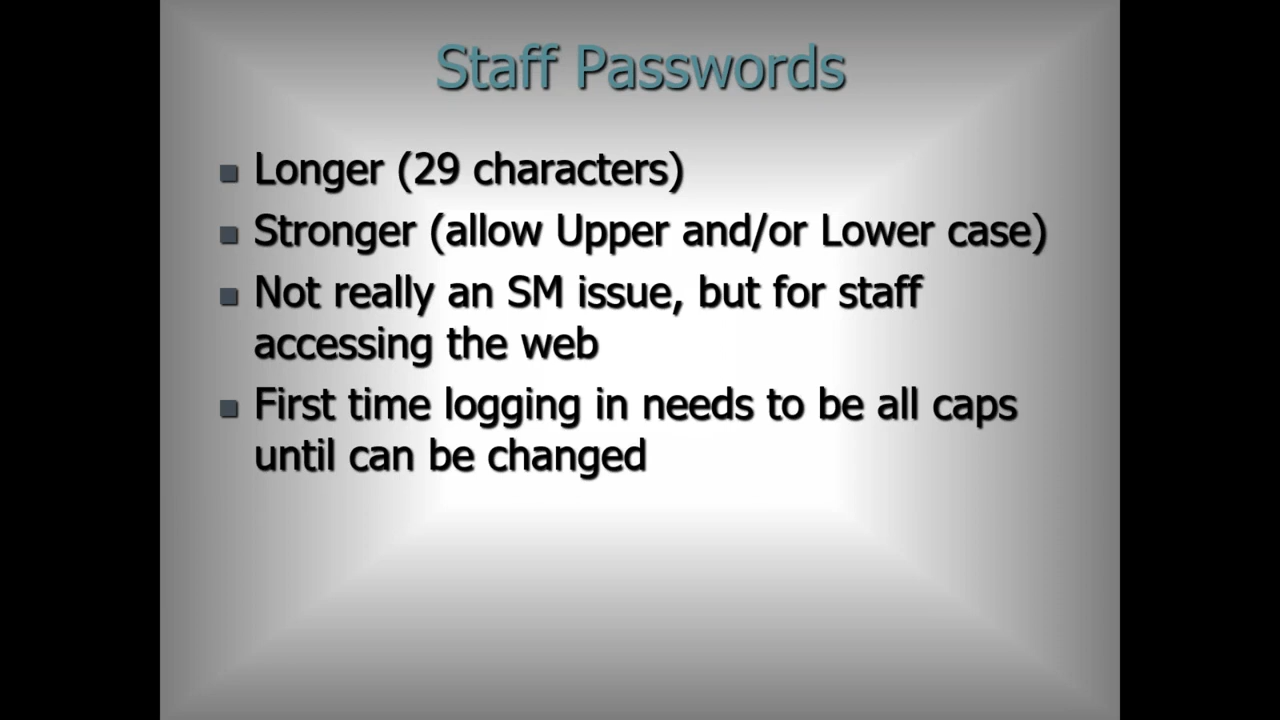 Staff Passwords
Longer (29 characters)
Stronger (allow Upper and/or Lower case)
Not really an SM issue, but for staff
accessing the web
First time logging in needs to be all caps
until can be changed